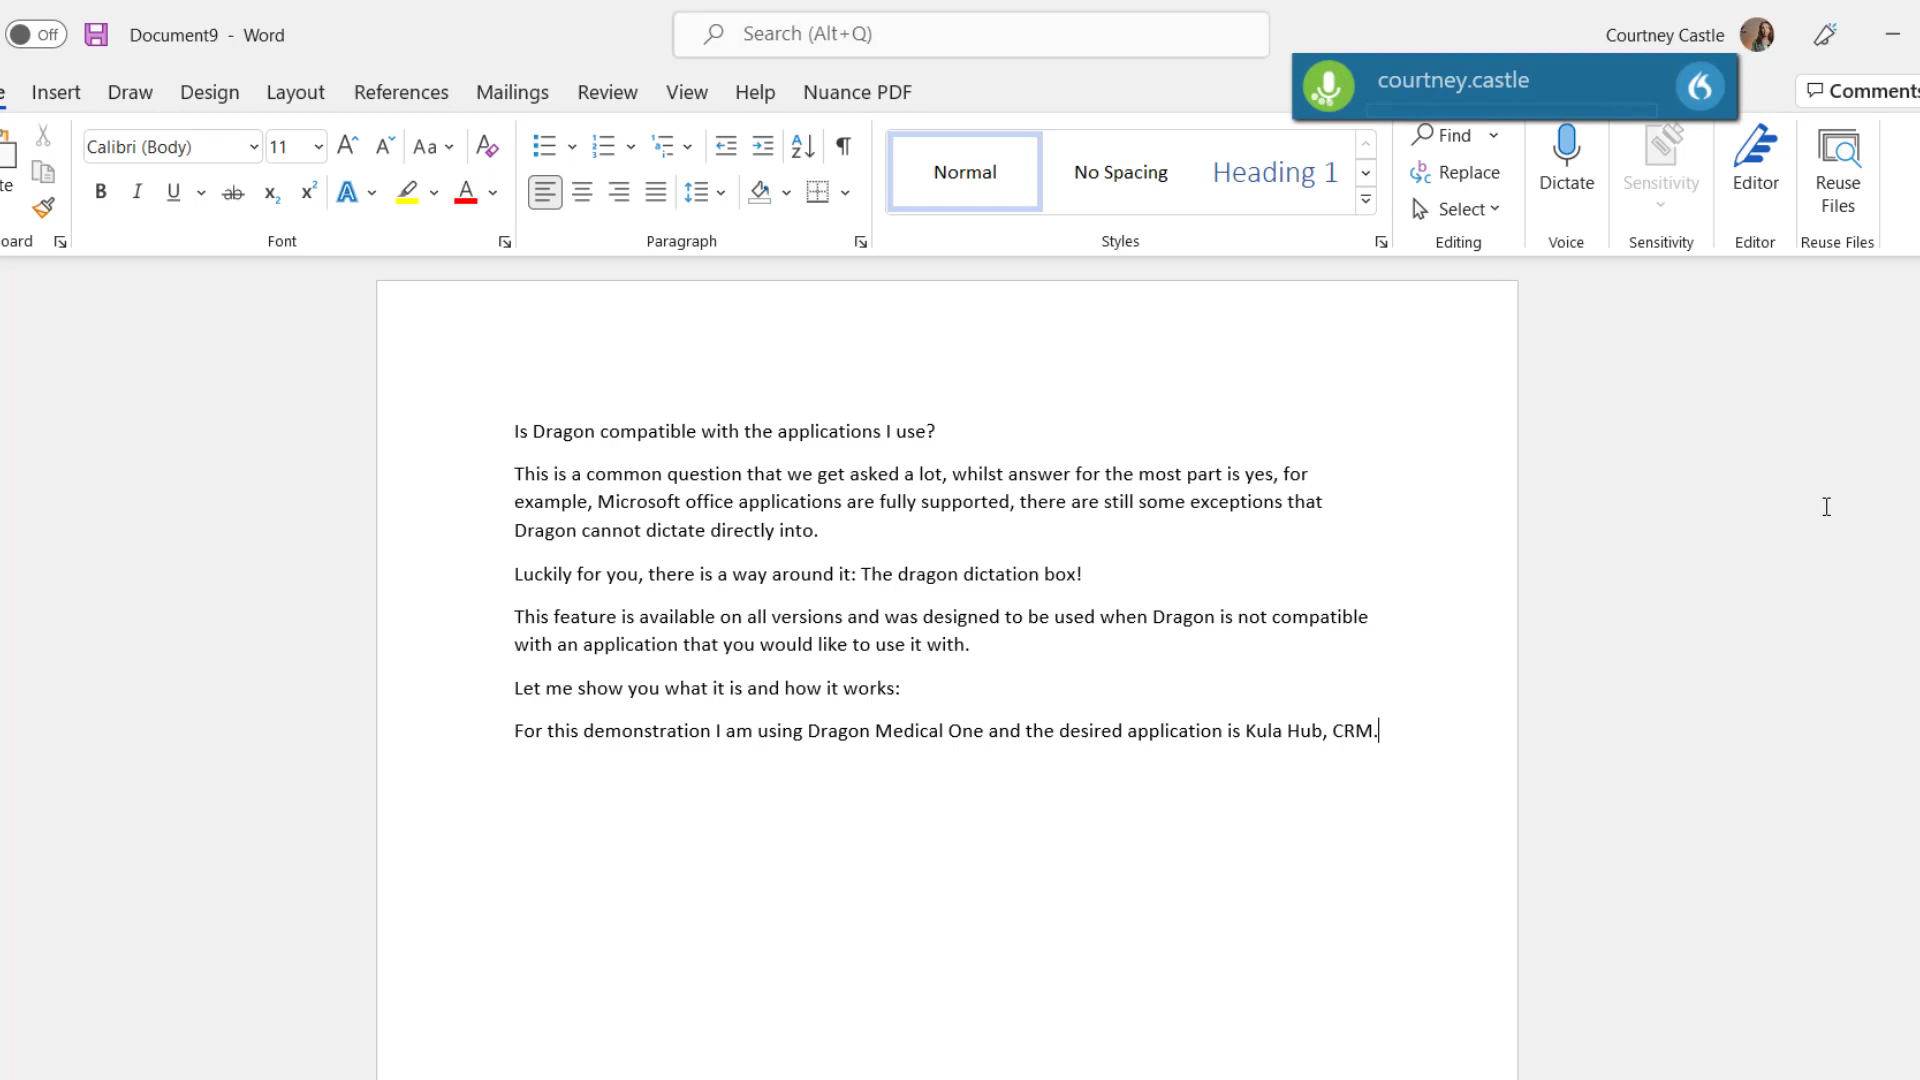 Off
Document9 - Word
Search (Alt+Q)
Courtney Castle
courtney.castle
Insert Draw Design Layout References Mailings Review View Help Nuance PDF
Comments
Calibri (Body) 11
Aa
Normal
No Spacing
Heading 1
Find
Replace
Select
Dictate
Sensitivity
Editor
Reuse
Files
Font
Paragraph
Styles
Editing
Voice
Sensitivity
Editor
Reuse Files
Is Dragon compatible with the applications I use?
This is a common question that we get asked a lot, whilst answer for the most part is yes, for
example, Microsoft office applications are fully supported, there are still some exceptions that
Dragon cannot dictate directly into.
Luckily for you, there is a way around it: The dragon dictation box!
This feature is available on all versions and was designed to be used when Dragon is not compatible
with an application that you would like to use it with.
Let me show you what it is and how it works:
For this demonstration I am using Dragon Medical One and the desired application is Kula Hub, CRM.